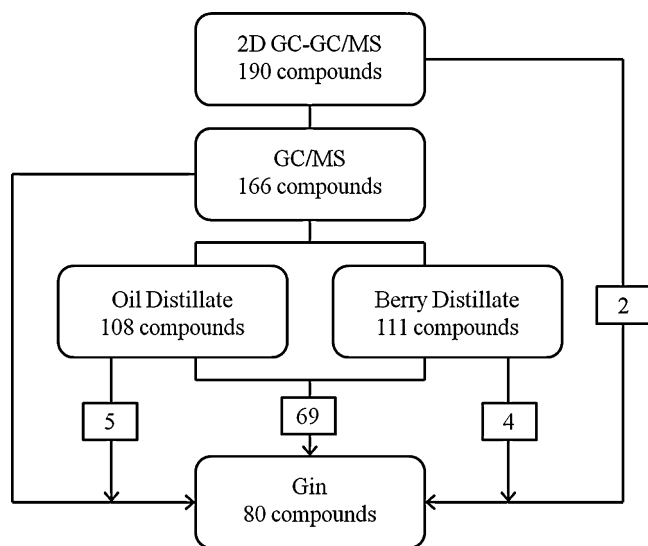 2D GC-GC/MS
190 compounds
GC/MS
166 compounds
Oil Distillate
108 compounds
Berry Distillate
111 compounds
2
5
69
4
Gin
80 compounds